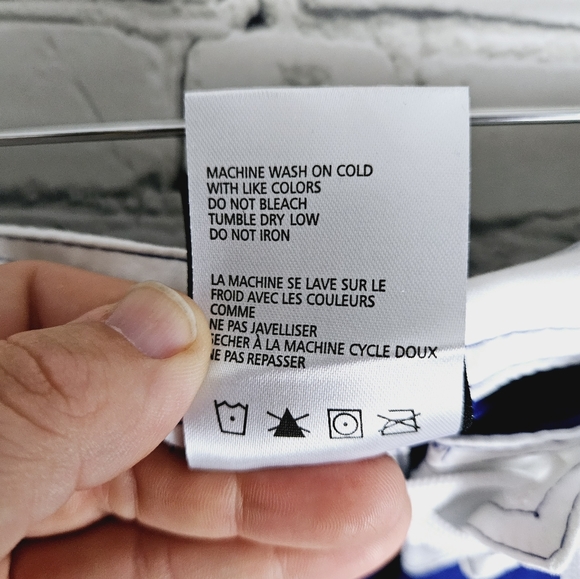 MACHINE WASH ON COLD
WITH LIKE COLORS
DO NOT BLEACH
TUMBLE DRY LOW
DO NOT IRON
LA MACHINE SE LAVE SUR LE
FROID AVEC LES COULEURS
COMME
NE PAS JAVELLISER
SECHER À LA MACHINE CYCLE DOUX
NE PAS REPASSER